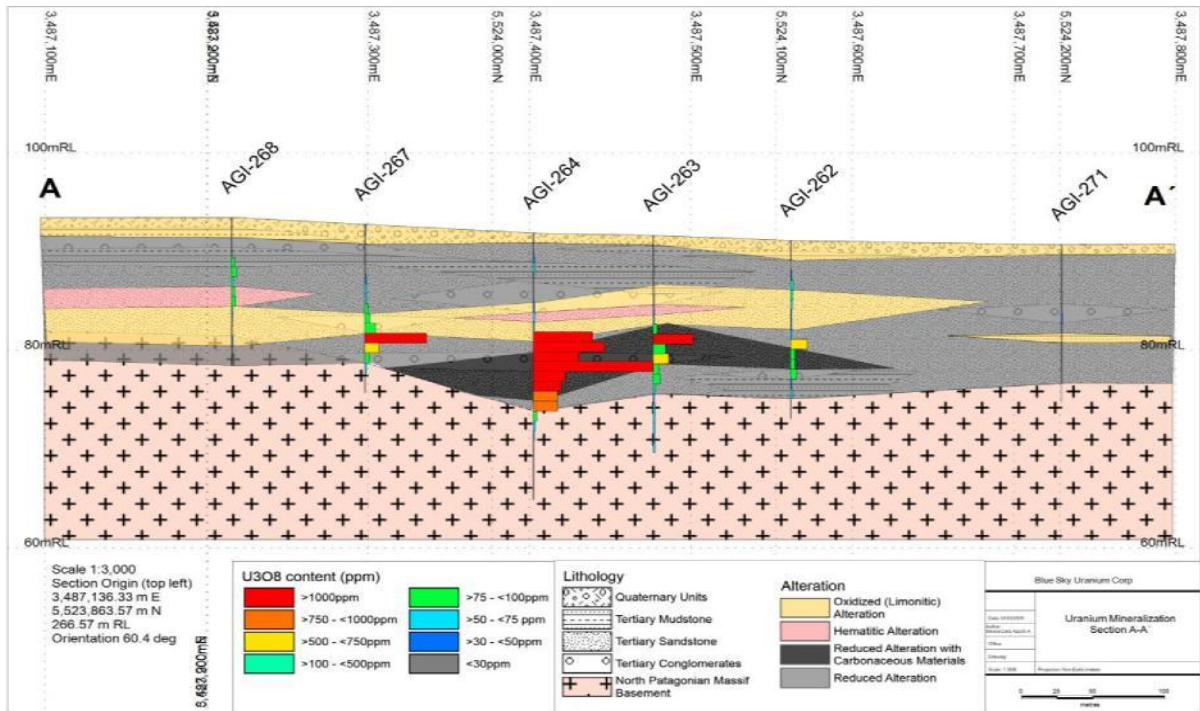 3,487,100mE
3,487,300mE
5,524,000mN
3,487,400mE
3,487,500mE
5,524,100mN
3,487,600mE
3,487,700mE
5,524,200mN
3,487,800mE
100mRL
100mRL
A
AGI-268
AGI-267
AGI-264
AGI-263
AGI-262
AGI-271
A´
80mRL
80mRL
60mRL
60mRL
Scale 1:3,000
Section Origin (top left)
3,487,136.33 m E
5,523,863.57 m N
266.57 m RL
Orientation 60.4 deg
U3O8 content (ppm)
>1000ppm
>750 - <1000ppm
>500 - <750ppm
>100 - <500ppm
>75 - <100ppm
>50 - <75 ppm
>30 - <50ppm
<30ppm
Lithology
Quaternary Units
Tertiary Mudstone
Tertiary Sandstone
Tertiary Conglomerates
North Patagonian Massif
Basement
Alteration
Oxidized (Limonitic)
Alteration
Hematitic Alteration
Reduced Alteration with
Carbonaceous Materials
Reduced Alteration
Blue Sky Uranium Corp
Uranium Mineralization
Section A-A´
0 25 50 100
metres